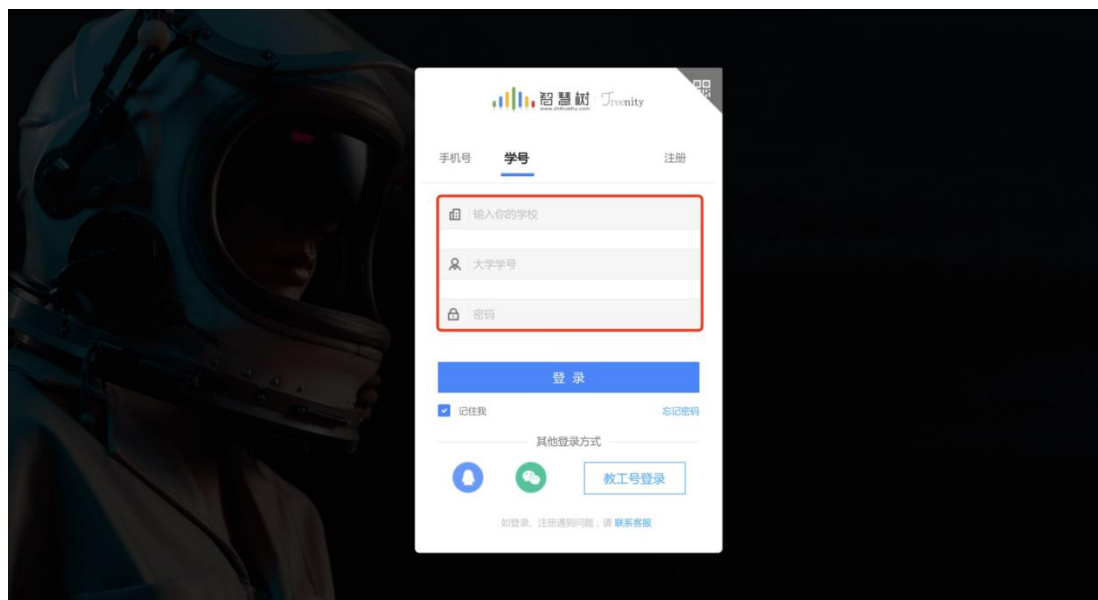 智慧树 Treenity
www.zhihuishu.com
手机号 学号 注册
输入你的学校
大学学号
密码
登 录
记住我 忘记密码
其他登录方式
教工号登录
如登录、注册遇到问题，请 联系客服